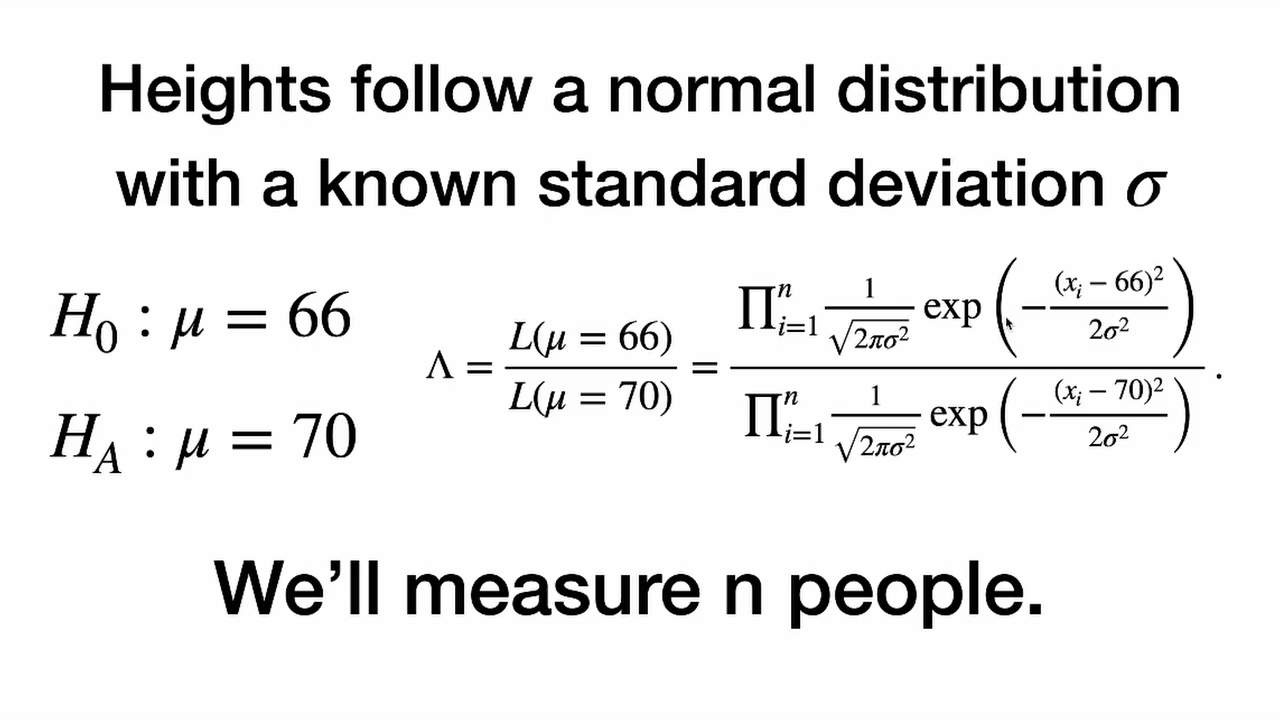 Heights follow a normal distribution
with a known standard deviation σ
H₀ : μ = 66
H_A : μ = 70
Λ = L(μ = 66) / L(μ = 70) = ∏ⁿᵢ₌₁ 1/√(2πσ²) exp (−(xᵢ − 66)²/2σ²) / ∏ⁿᵢ₌₁ 1/√(2πσ²) exp (−(xᵢ − 70)²/2σ²) .
We’ll measure n people.